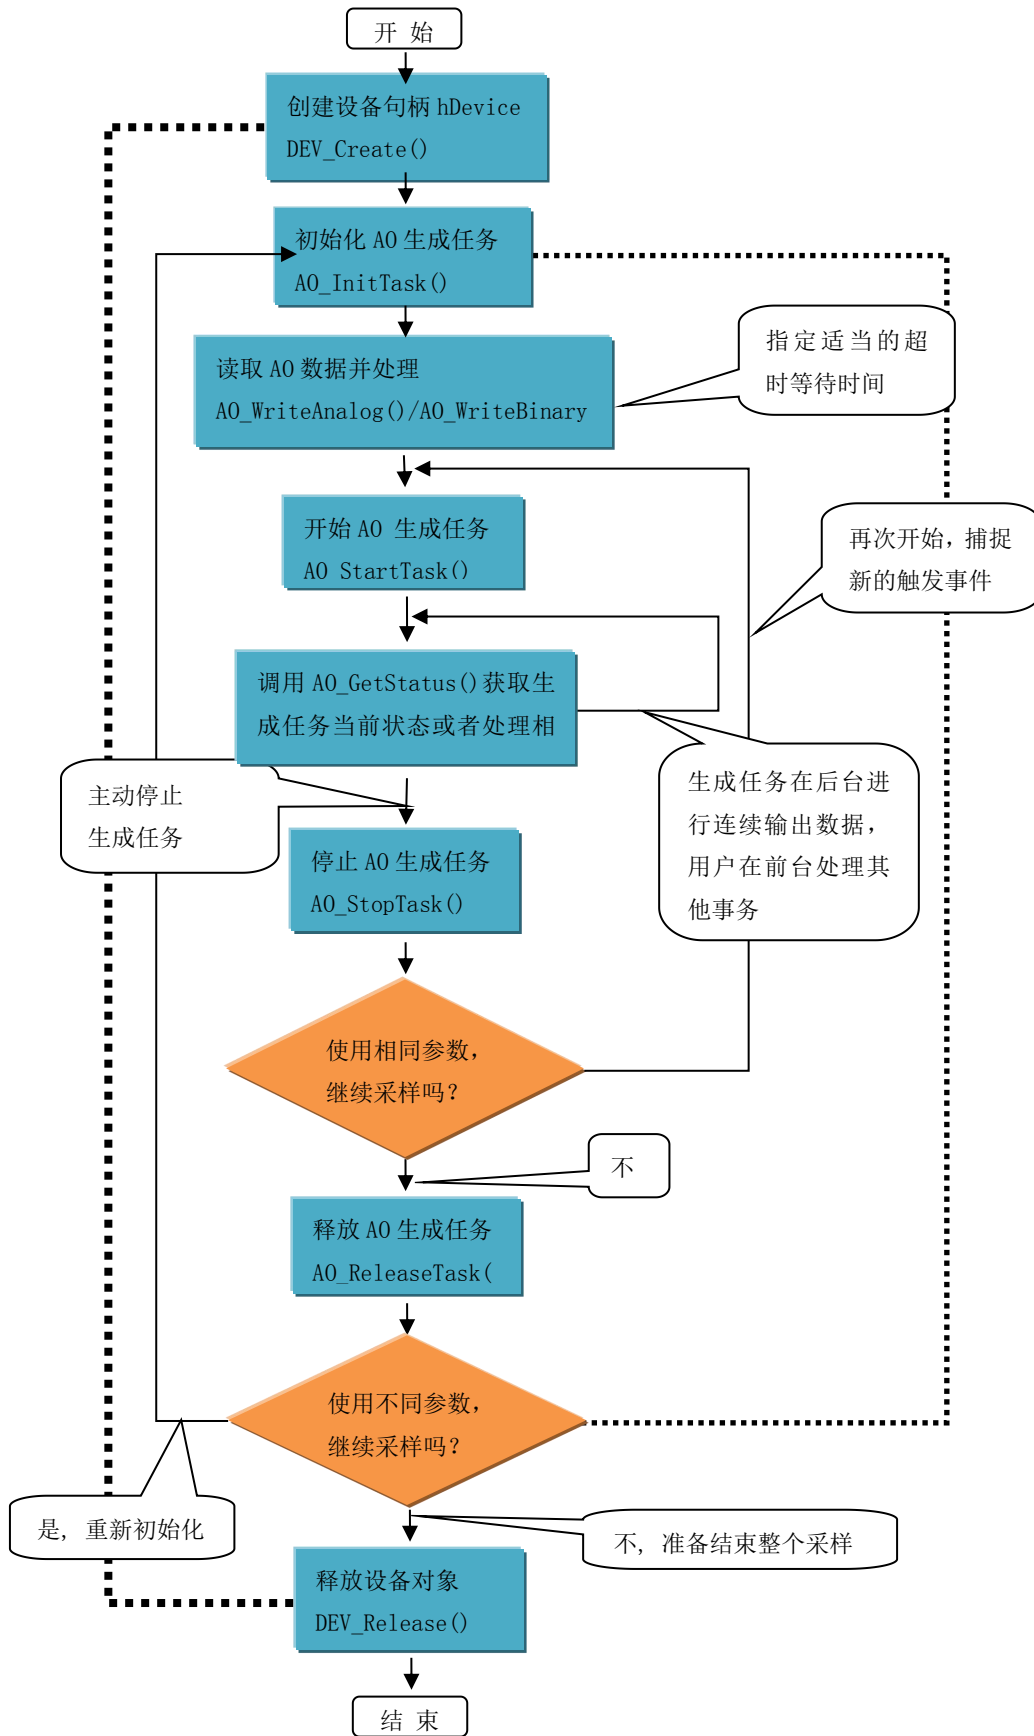 开 始
创建设备句柄 hDevice
DEV_Create()
初始化 AO 生成任务
AO_InitTask()
指定适当的超
时等待时间
读取 AO 数据并处理
AO_WriteAnalog()/AO_WriteBinary
开始 AO 生成任务
AO StartTask()
再次开始，捕捉
新的触发事件
调用 AO_GetStatus()获取生
成任务当前状态或者处理相
主动停止
生成任务
生成任务在后台进
行连续输出数据，
用户在前台处理其
他事务
停止 AO 生成任务
AO_StopTask()
使用相同参数，
继续采样吗？
不
释放 AO 生成任务
AO_ReleaseTask(
使用不同参数，
继续采样吗？
是，重新初始化
不，准备结束整个采样
释放设备对象
DEV_Release()
结 束